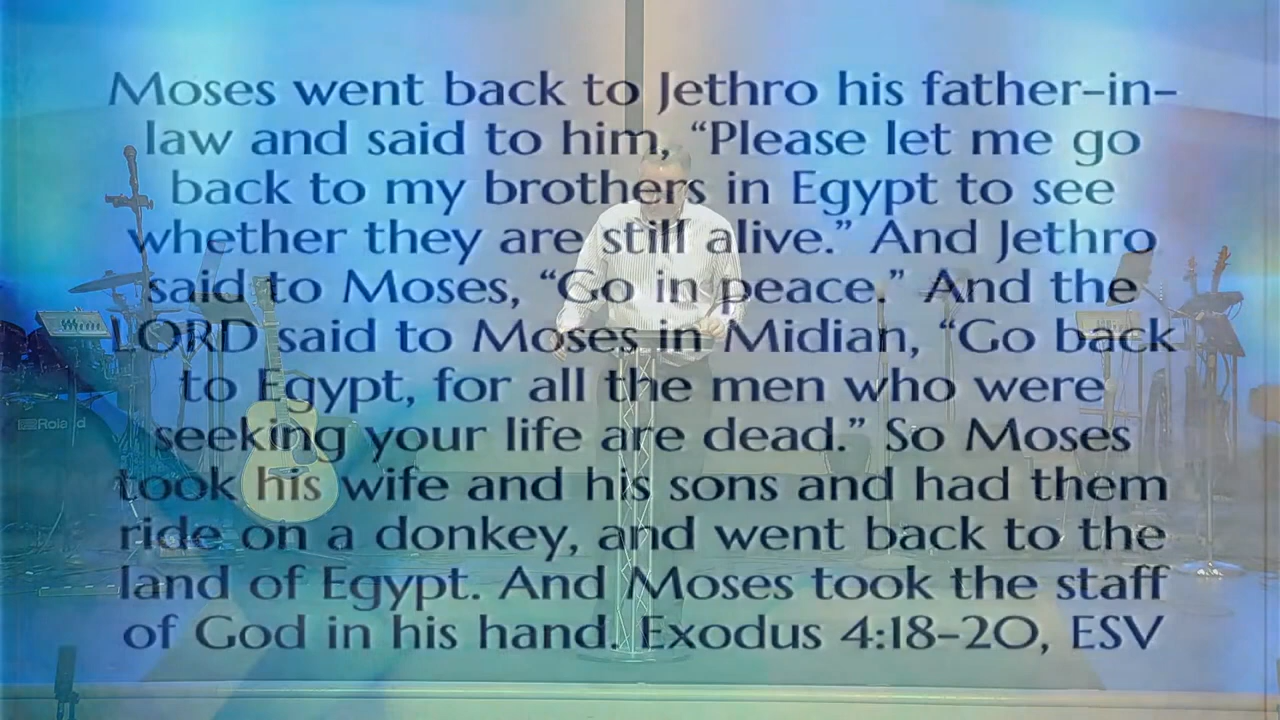 Moses went back to Jethro his father-in-
law and said to him, “Please let me go
back to my brothers in Egypt to see
whether they are still alive.” And Jethro
said to Moses, “Go in peace.” And the
LORD said to Moses in Midian, “Go back
to Egypt, for all the men who were
seeking your life are dead.” So Moses
took his wife and his sons and had them
ride on a donkey, and went back to the
land of Egypt. And Moses took the staff
of God in his hand. Exodus 4:18-20, ESV
Roland